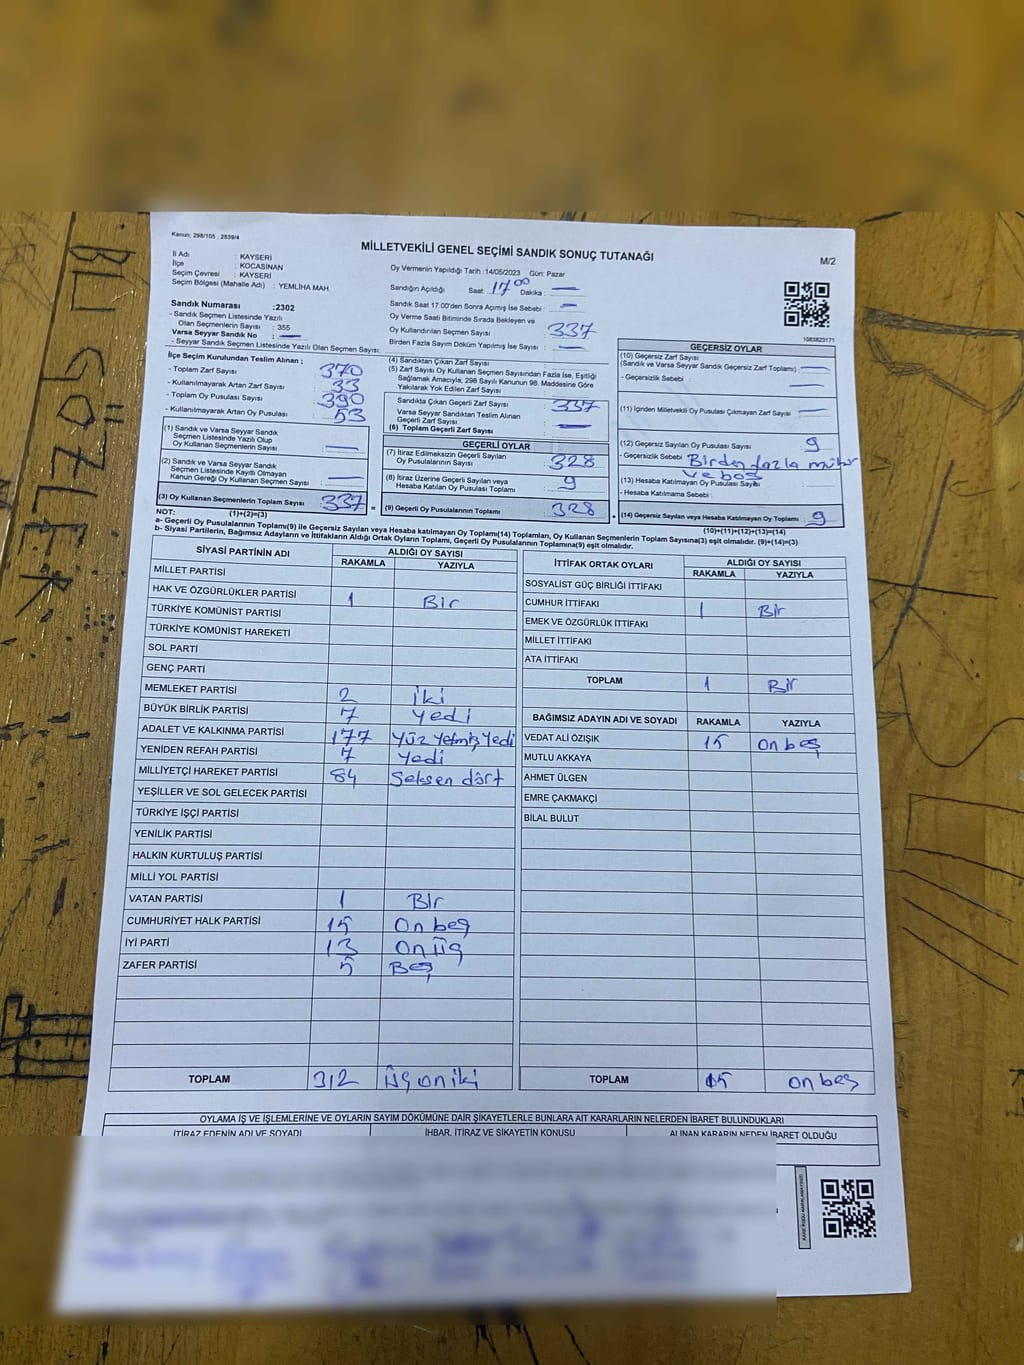 Kanun: 298/105 , 2839/4
MİLLETVEKİLİ GENEL SEÇİMİ SANDIK SONUÇ TUTANAĞI
M/2
İl Adı : KAYSERİ
İlçe : KOCASİNAN
Seçim Çevresi : KAYSERİ
Seçim Bölgesi (Mahalle Adı) : YEMLİHA MAH.
Sandık Numarası :2302
- Sandık Seçmen Listesinde Yazılı
Olan Seçmenlerin Sayısı : 355
Varsa Seyyar Sandık No : —
- Seyyar Sandık Seçmen Listesinde Yazılı Olan Seçmen Sayısı:
Oy Vermenin Yapıldığı Tarih :14/05/2023 Gün: Pazar
Sandığın Açıldığı Saat: 17 00 Dakika : —
Sandık Saat 17.00'den Sonra Açılmış İse Sebebi : —
Oy Verme Saati Bitiminde Sırada Bekleyen ve
Oy Kullandırılan Seçmen Sayısı 337
Birden Fazla Sayım Döküm Yapılmış İse Sayısı : —
1083823171
İlçe Seçim Kurulundan Teslim Alınan ;
- Toplam Zarf Sayısı : 370
- Kullanılmayarak Artan Zarf Sayısı : 33
- Toplam Oy Pusulası Sayısı : 390
- Kullanılmayarak Artan Oy Pusulası : 53
(1) Sandık ve Varsa Seyyar Sandık
Seçmen Listesinde Yazılı Olup
Oy Kullanan Seçmenlerin Sayısı : —
(2) Sandık ve Varsa Seyyar Sandık
Seçmen Listesinde Kayıtlı Olmayan
Kanun Gereği Oy Kullanan Seçmen Sayısı : —
(3) Oy Kullanan Seçmenlerin Toplam Sayısı : 337
(4) Sandıktan Çıkan Zarf Sayısı
(5) Zarf Sayısı Oy Kullanan Seçmen Sayısından Fazla İse, Eşitliği
Sağlamak Amacıyla; 298 Sayılı Kanunun 98. Maddesine Göre
Yakılarak Yok Edilen Zarf Sayısı
Sandıkta Çıkan Geçerli Zarf Sayısı : 337
Varsa Seyyar Sandıktan Teslim Alınan
Geçerli Zarf Sayısı : —
(6) Toplam Geçerli Zarf Sayısı
GEÇERLİ OYLAR
(7) İtiraz Edilmeksizin Geçerli Sayılan
Oy Pusulalarının Sayısı : 328
(8) İtiraz Üzerine Geçerli Sayılan veya
Hesaba Katılan Oy Pusulası Toplamı : 9
= (9) Geçerli Oy Pusulalarının Toplamı : 328
GEÇERSİZ OYLAR
(10) Geçersiz Zarf Sayısı
(Sandık ve Varsa Seyyar Sandık Geçersiz Zarf Toplamı) : —
- Geçersizlik Sebebi —
(11) İçinden Milletvekili Oy Pusulası Çıkmayan Zarf Sayısı : —
(12) Geçersiz Sayılan Oy Pusulası Sayısı : 9
- Geçersizlik Sebebi Birden fazla mühür
ve boş
(13) Hesaba Katılmayan Oy Pusulası Sayısı
- Hesaba Katılmama Sebebi :
+ (14) Geçersiz Sayılan veya Hesaba Katılmayan Oy Toplamı : 9
NOT: (1)+(2)=(3)
(10)+(11)+(12)+(13)=(14)
a- Geçerli Oy Pusulalarının Toplamı(9) ile Geçersiz Sayılan veya Hesaba katılmayan Oy Toplamı(14) Toplamları, Oy Kullanan Seçmenlerin Toplam Sayısına(3) eşit olmalıdır. (9)+(14)=(3)
b- Siyasi Partilerin, Bağımsız Adayların ve İttifakların Aldığı Ortak Oyların Toplamı, Geçerli Oy Pusulalarının Toplamına(9) eşit olmalıdır.
SİYASİ PARTİNİN ADI ALDIĞI OY SAYISI
RAKAMLA YAZIYLA
MİLLET PARTİSİ
HAK VE ÖZGÜRLÜKLER PARTİSİ 1 Bir
TÜRKİYE KOMÜNİST PARTİSİ
TÜRKİYE KOMÜNİST HAREKETİ
SOL PARTİ
GENÇ PARTİ
MEMLEKET PARTİSİ 2 iki
BÜYÜK BİRLİK PARTİSİ 7 yedi
ADALET VE KALKINMA PARTİSİ 177 Yüz Yetmiş Yedi
YENİDEN REFAH PARTİSİ 7 Yedi
MİLLİYETÇİ HAREKET PARTİSİ 84 Seksen dört
YEŞİLLER VE SOL GELECEK PARTİSİ
TÜRKİYE İŞÇİ PARTİSİ
YENİLİK PARTİSİ
HALKIN KURTULUŞ PARTİSİ
MİLLİ YOL PARTİSİ
VATAN PARTİSİ 1 Bir
CUMHURİYET HALK PARTİSİ 15 On beş
İYİ PARTİ 13 On üç
ZAFER PARTİSİ 5 Beş
TOPLAM 312 üç on iki
İTTİFAK ORTAK OYLARI ALDIĞI OY SAYISI
RAKAMLA YAZIYLA
SOSYALİST GÜÇ BİRLİĞİ İTTİFAKI
CUMHUR İTTİFAKI 1 Bir
EMEK VE ÖZGÜRLÜK İTTİFAKI
MİLLET İTTİFAKI
ATA İTTİFAKI
TOPLAM 1 Bir
BAĞIMSIZ ADAYIN ADI VE SOYADI RAKAMLA YAZIYLA
VEDAT ALİ ÖZIŞIK 15 On beş
MUTLU AKKAYA
AHMET ÜLGEN
EMRE ÇAKMAKÇİ
BİLAL BULUT
TOPLAM 15 on beş
OYLAMA İŞ VE İŞLEMLERİNE VE OYLARIN SAYIM DÖKÜMÜNE DAİR ŞİKAYETLERLE BUNLARA AİT KARARLARIN NELERDEN İBARET BULUNDUKLARI
İTİRAZ EDENİN ADI VE SOYADI İHBAR, İTİRAZ VE ŞİKAYETİN KONUSU ALINAN KARARIN NEDEN İBARET OLDUĞU
BU GÖZLER